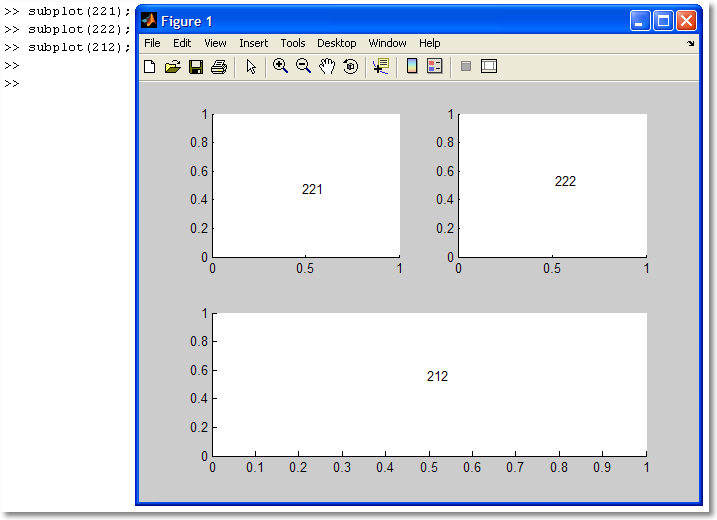 >> subplot(221);
>> subplot(222);
>> subplot(212);
>>
>>
Figure 1
File Edit View Insert Tools Desktop Window Help
1
0.8
0.6
0.4
0.2
0
221
0 0.5 1
1
0.8
0.6
0.4
0.2
0
222
0 0.5 1
1
0.8
0.6
0.4
0.2
0
212
0 0.1 0.2 0.3 0.4 0.5 0.6 0.7 0.8 0.9 1